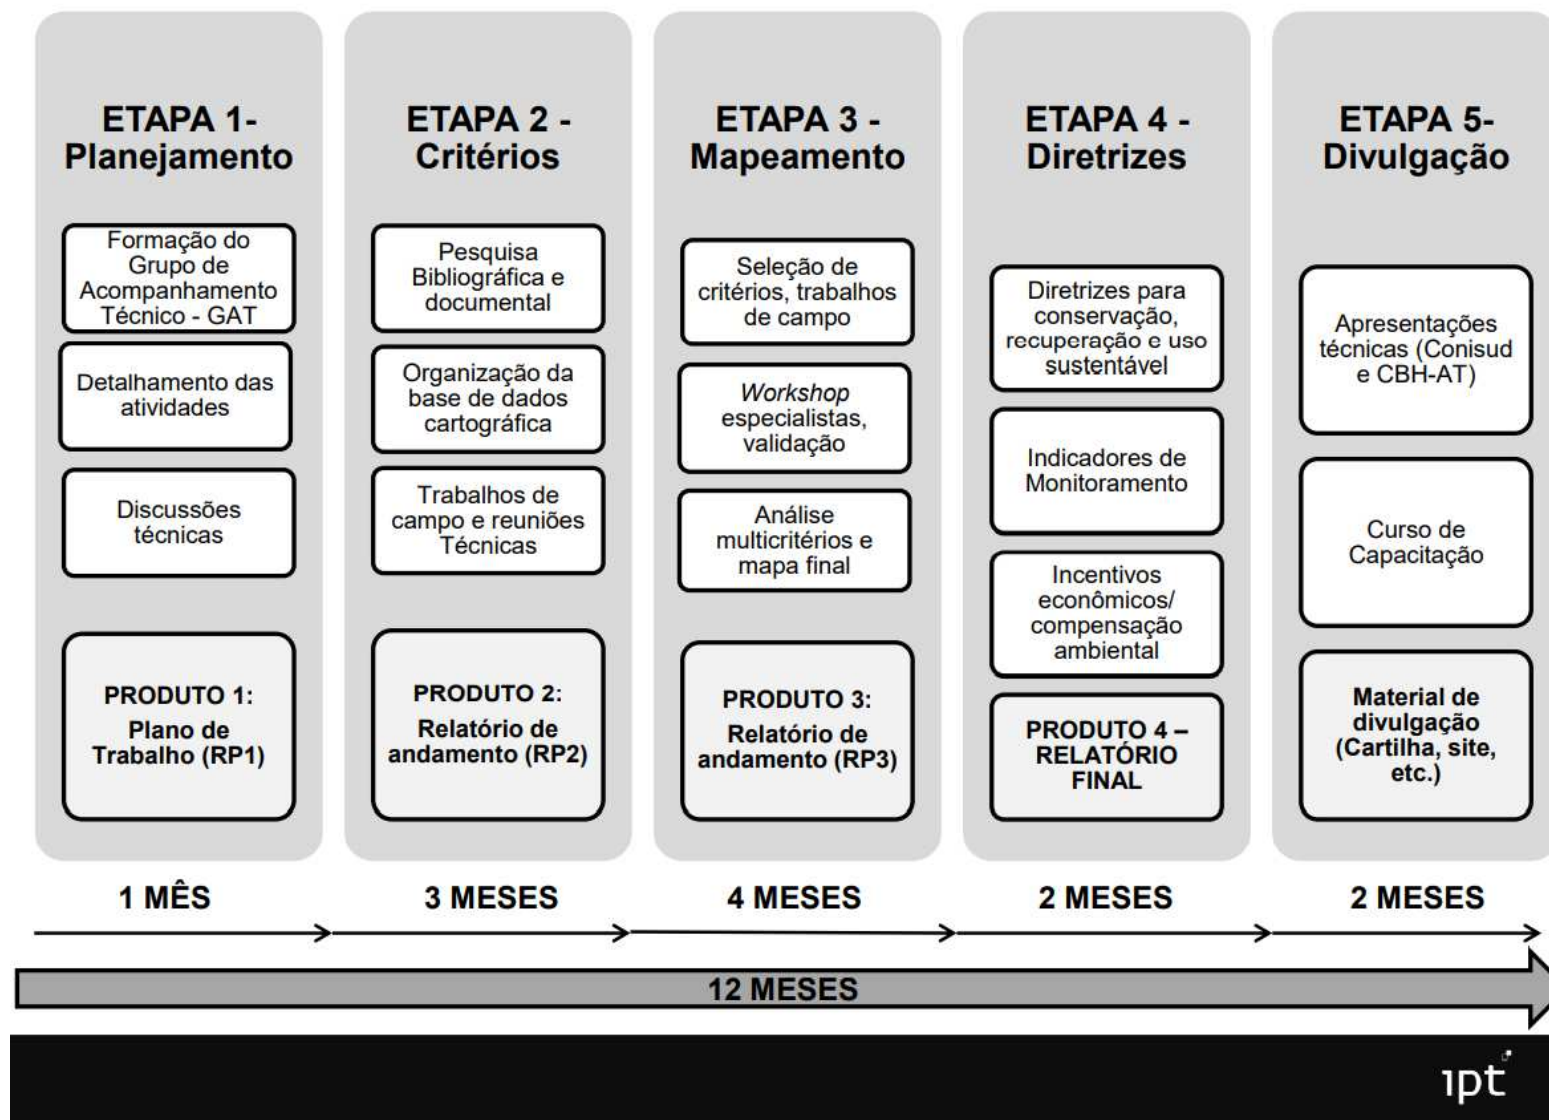 ETAPA 1-
Planejamento
Formação do
Grupo de
Acompanhamento
Técnico - GAT
Detalhamento das
atividades
Discussões
técnicas
PRODUTO 1:
Plano de
Trabalho (RP1)
ETAPA 2 -
Critérios
Pesquisa
Bibliográfica e
documental
Organização da
base de dados
cartográfica
Trabalhos de
campo e reuniões
Técnicas
PRODUTO 2:
Relatório de
andamento (RP2)
ETAPA 3 -
Mapeamento
Seleção de
critérios, trabalhos
de campo
Workshop
especialistas,
validação
Análise
multicritérios e
mapa final
PRODUTO 3:
Relatório de
andamento (RP3)
ETAPA 4 -
Diretrizes
Diretrizes para
conservação,
recuperação e uso
sustentável
Indicadores de
Monitoramento
Incentivos
econômicos/
compensação
ambiental
PRODUTO 4 –
RELATÓRIO
FINAL
ETAPA 5-
Divulgação
Apresentações
técnicas (Conisud
e CBH-AT)
Curso de
Capacitação
Material de
divulgação
(Cartilha, site,
etc.)
1 MÊS
3 MESES
4 MESES
2 MESES
2 MESES
12 MESES
ipt